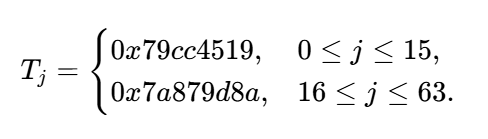 T_j = { 0x79cc4519, 0 ≤ j ≤ 15,
0x7a879d8a, 16 ≤ j ≤ 63.